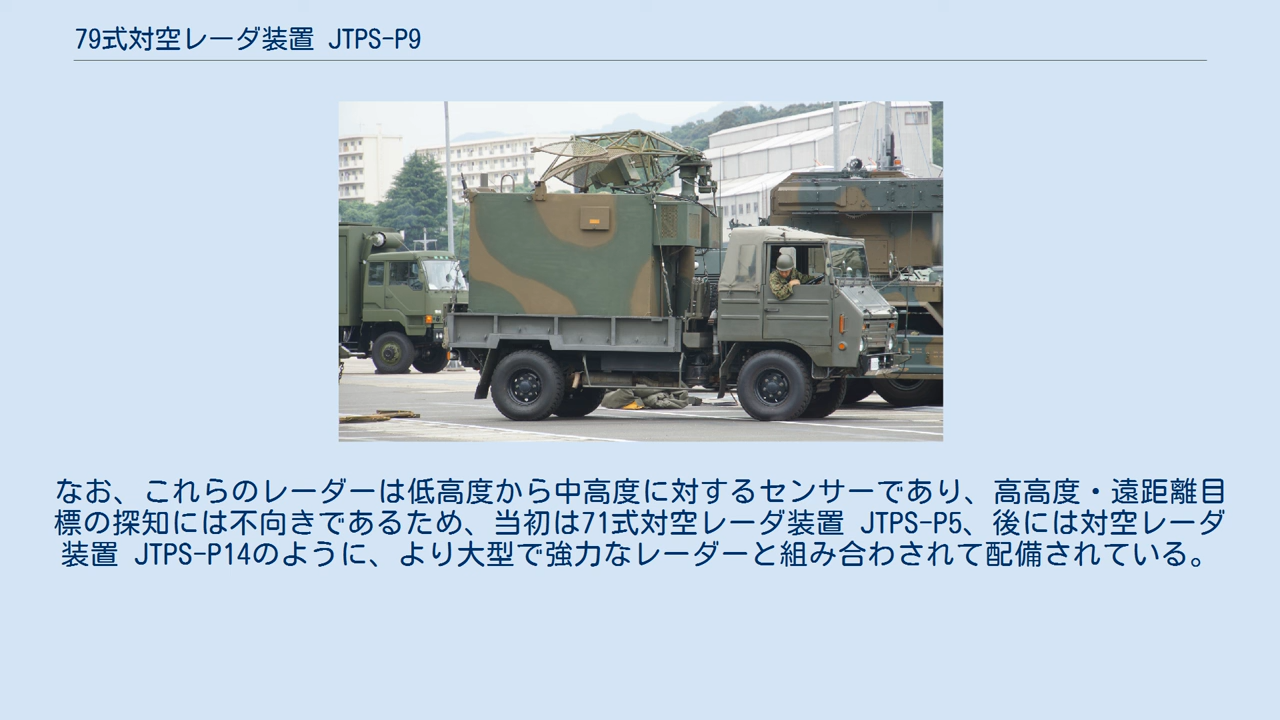 79式対空レーダ装置 JTPS-P9
なお、これらのレーダーは低高度から中高度に対するセンサーであり、高高度・遠距離目
標の探知には不向きであるため、当初は71式対空レーダ装置 JTPS-P5、後には対空レーダ
装置 JTPS-P14のように、より大型で強力なレーダーと組み合わされて配備されている。